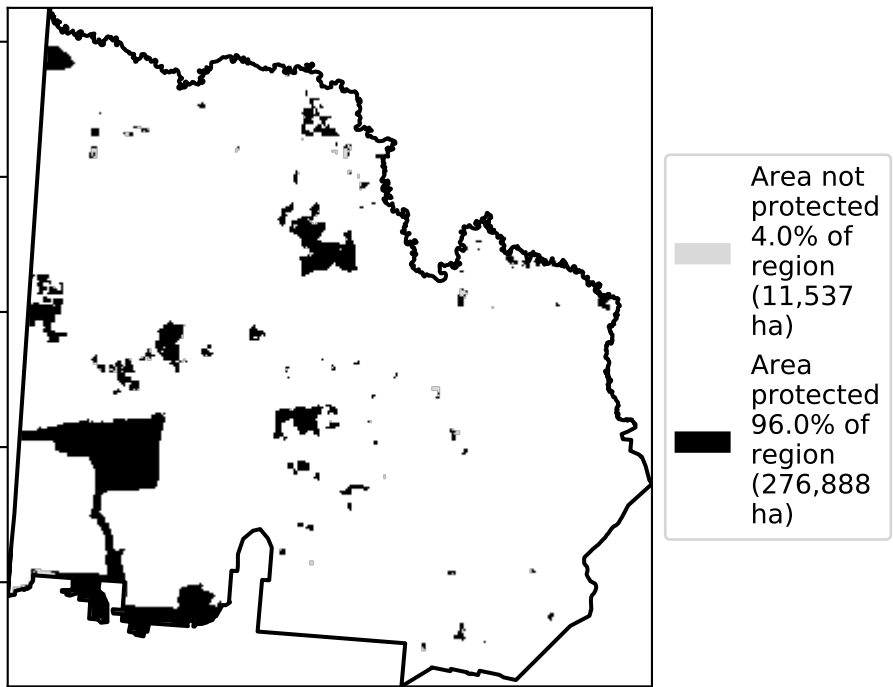 Area not
protected
4.0% of
region
(11,537
ha)
Area
protected
96.0% of
region
(276,888
ha)